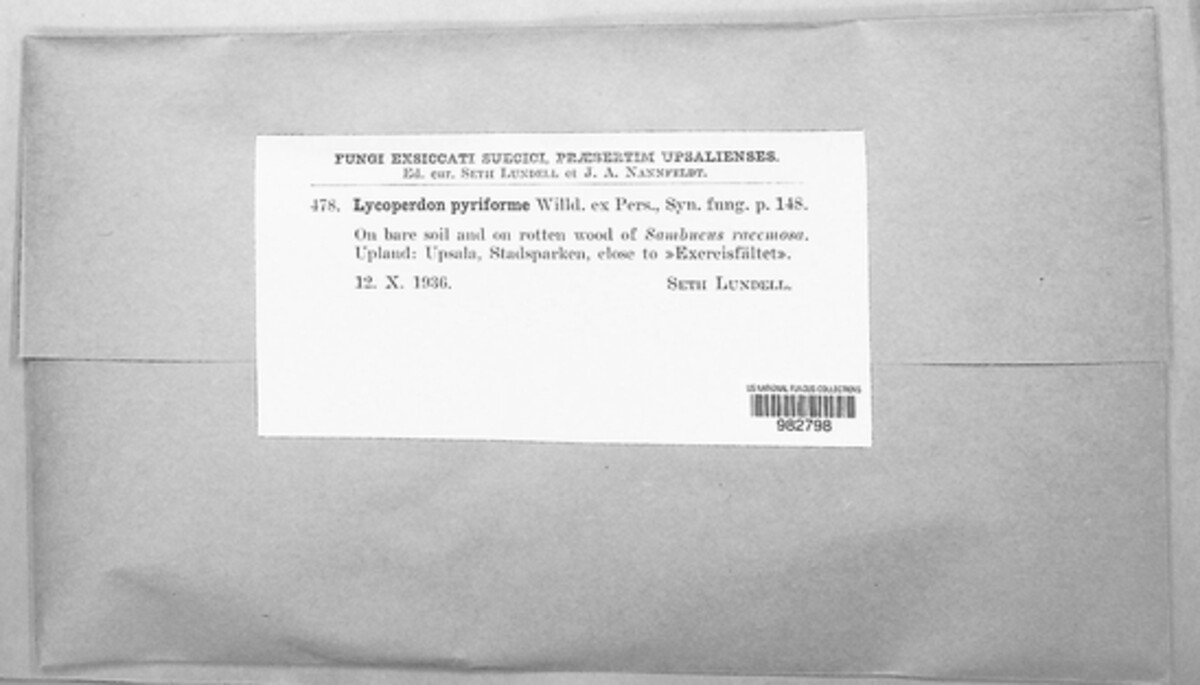 FUNGI EXSICCATI SUECICI, PRÆSERTIM UPSALIENSES.
Ed. cur. SETH LUNDELL et J. A. NANNFELDT.
478. Lycoperdon pyriforme Willd. ex Pers., Syn. fung. p. 148.
On bare soil and on rotten wood of Sambucus racemosa.
Upland: Upsala, Stadsparken, close to »Exercisfältet».
12. X. 1936. SETH LUNDELL.
US NATIONAL FUNGUS COLLECTIONS
982798